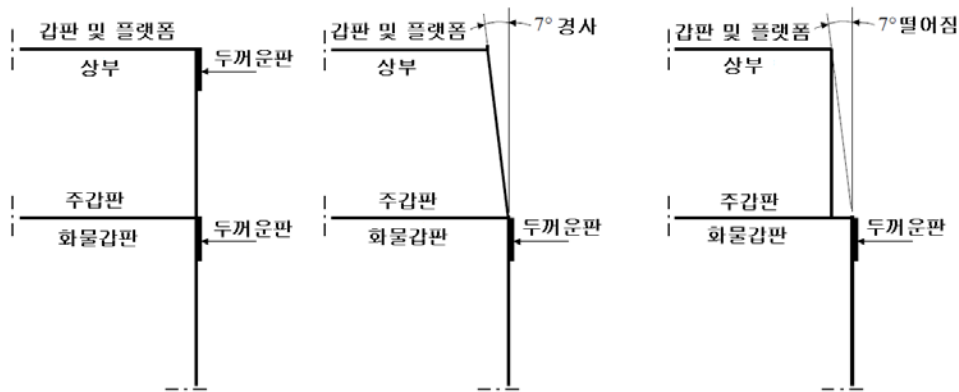 갑판 및 플랫폼
상부
두꺼운판
주갑판
화물갑판
두꺼운판
갑판 및 플랫폼
7° 경사
상부
주갑판
화물갑판
두꺼운판
갑판 및 플랫폼
7° 떨어짐
상부
주갑판
화물갑판
두꺼운판